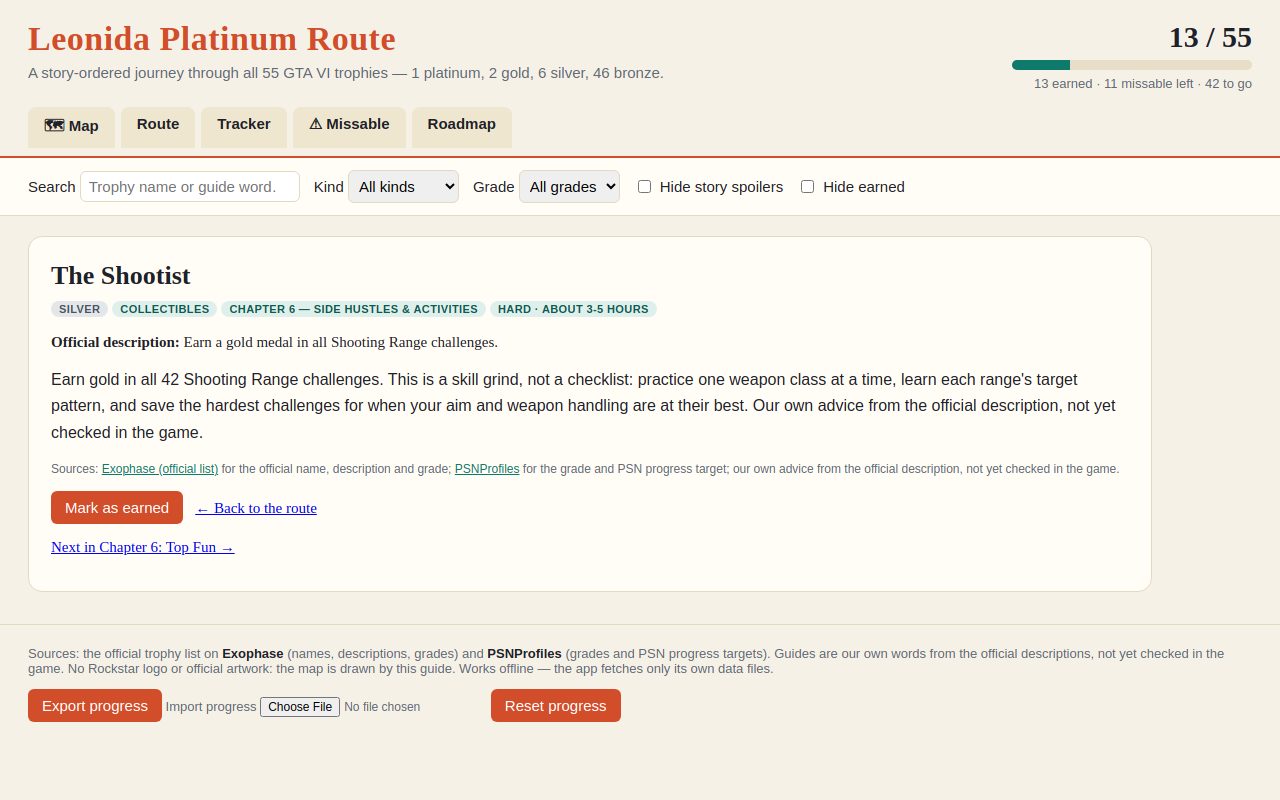 Leonida Platinum Route
A story-ordered journey through all 55 GTA VI trophies — 1 platinum, 2 gold, 6 silver, 46 bronze.
13 / 55
13 earned · 11 missable left · 42 to go
🗺 Map
Route
Tracker
⚠ Missable
Roadmap
Search Trophy name or guide word. Kind All kinds Grade All grades Hide story spoilers Hide earned
The Shootist
SILVER COLLECTIBLES CHAPTER 6 — SIDE HUSTLES & ACTIVITIES HARD · ABOUT 3-5 HOURS
Official description: Earn a gold medal in all Shooting Range challenges.
Earn gold in all 42 Shooting Range challenges. This is a skill grind, not a checklist: practice one weapon class at a time, learn each range's target
pattern, and save the hardest challenges for when your aim and weapon handling are at their best. Our own advice from the official description, not yet
checked in the game.
Sources: Exophase (official list) for the official name, description and grade; PSNProfiles for the grade and PSN progress target; our own advice from the official description, not yet checked in the game.
Mark as earned ← Back to the route
Next in Chapter 6: Top Fun →
Sources: the official trophy list on Exophase (names, descriptions, grades) and PSNProfiles (grades and PSN progress targets). Guides are our own words from the official descriptions, not yet checked in the
game. No Rockstar logo or official artwork: the map is drawn by this guide. Works offline — the app fetches only its own data files.
Export progress Import progress Choose File No file chosen Reset progress